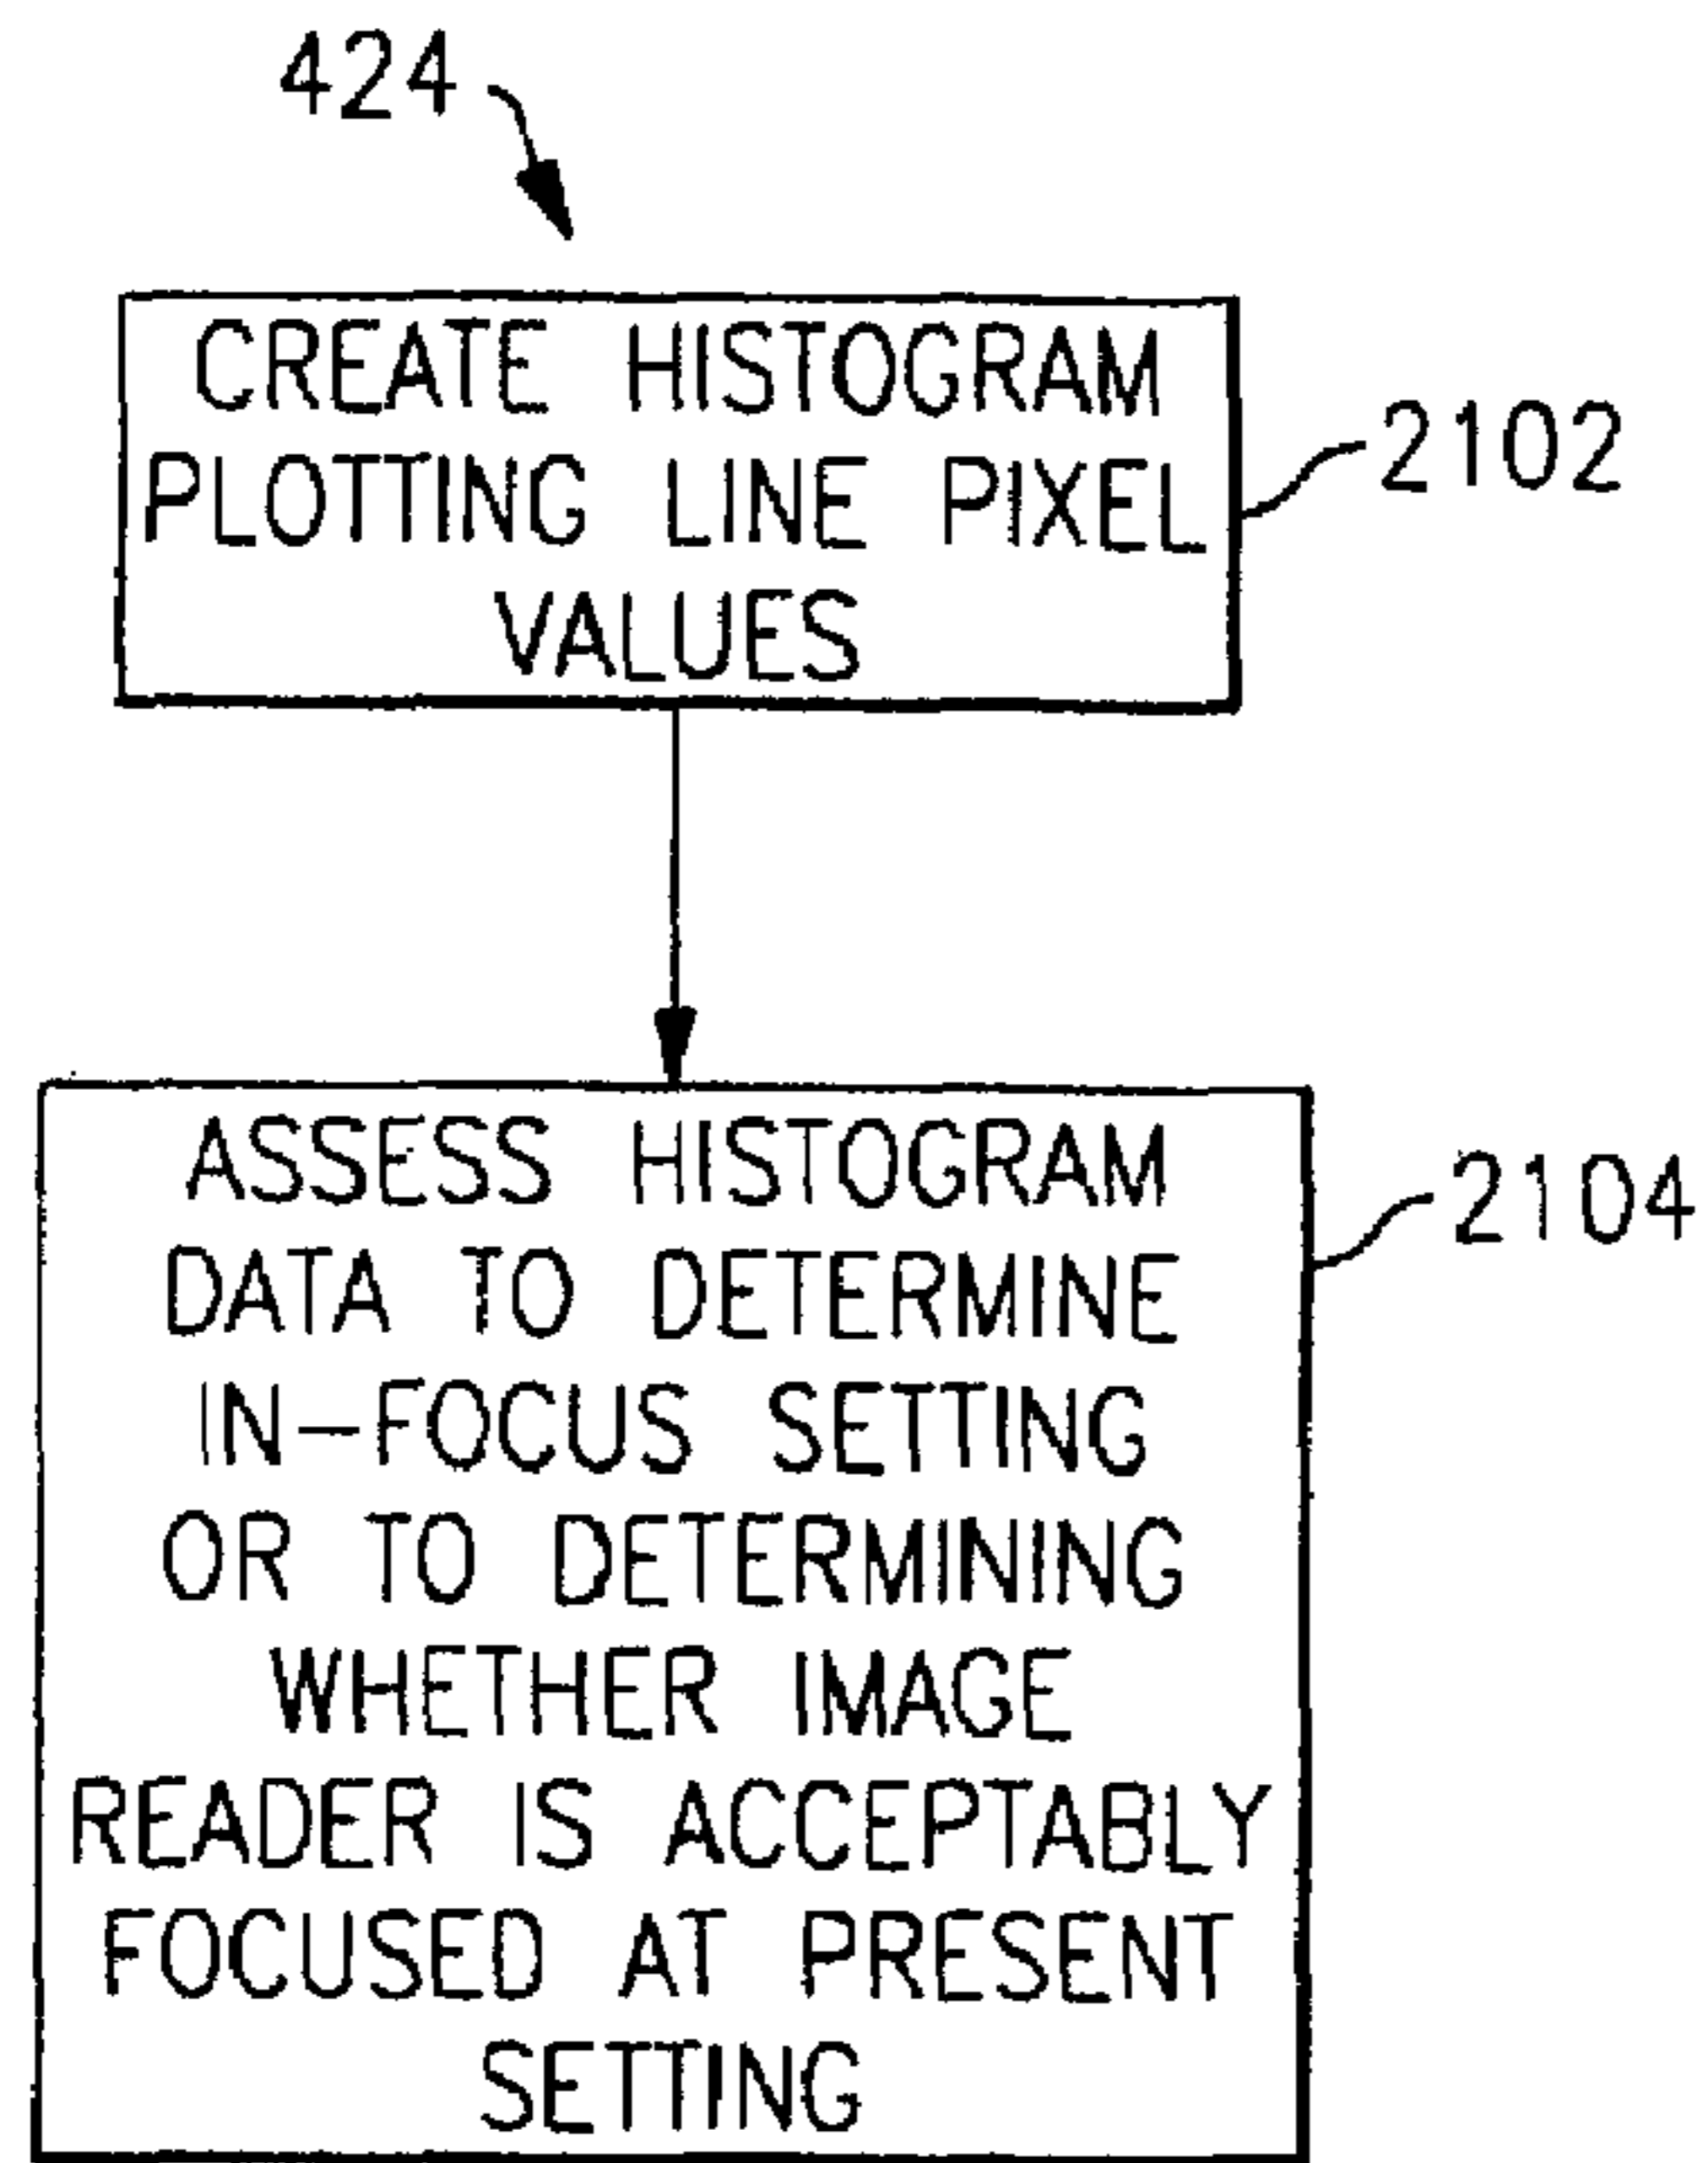 424
CREATE HISTOGRAM
PLOTTING LINE PIXEL
VALUES
2102
ASSESS HISTOGRAM
DATA TO DETERMINE
IN-FOCUS SETTING
OR TO DETERMINING
WHETHER IMAGE
READER IS ACCEPTABLY
FOCUSED AT PRESENT
SETTING
2104